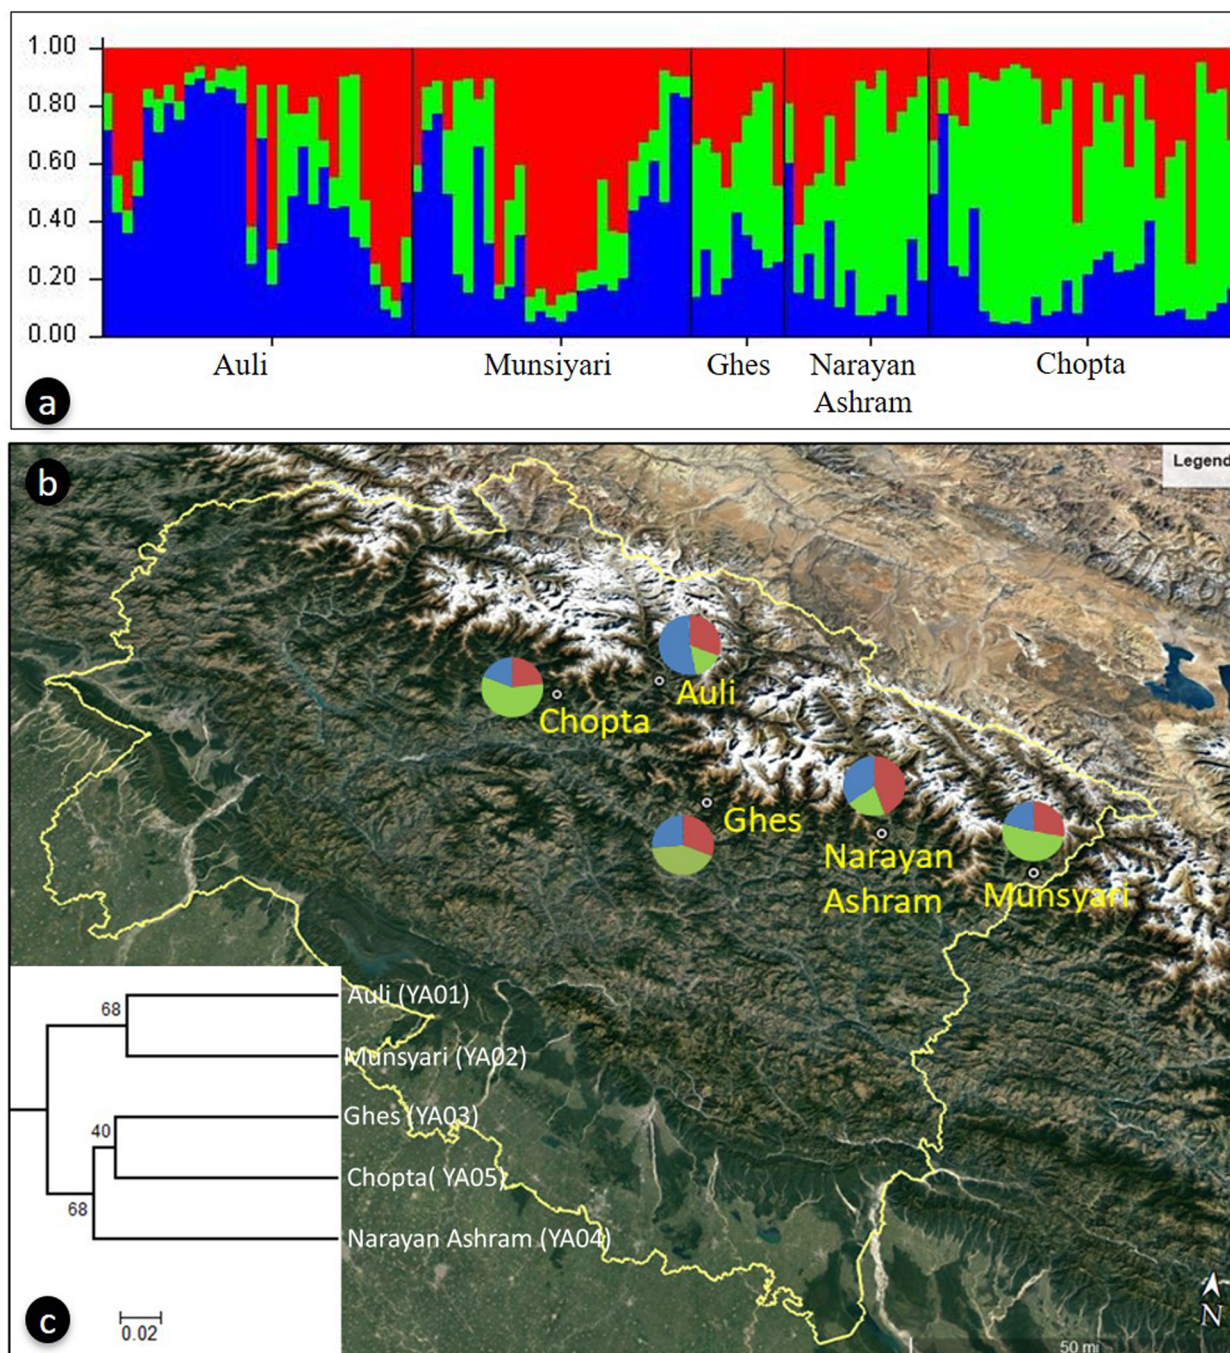 1.00
0.80
0.60
0.40
0.20
0.00
Auli
Munsiyari
Ghes
Narayan
Ashram
Chopta
a
b
Legend
Auli
Chopta
Ghes
Narayan
Ashram
Munsyari
68
Auli (YA01)
Munsyari (YA02)
40
Ghes (YA03)
Chopta( YA05)
68
Narayan Ashram (YA04)
c
0.02
N
50 mi